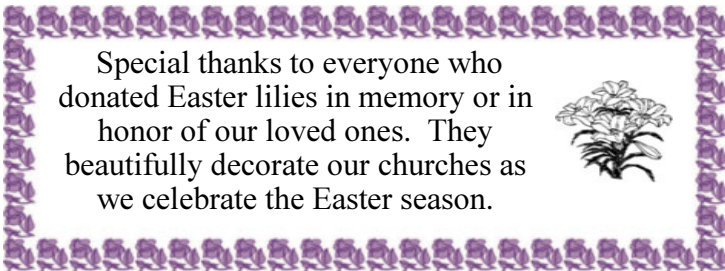 Special thanks to everyone who
donated Easter lilies in memory or in
honor of our loved ones.  They
beautifully decorate our churches as
we celebrate the Easter season.